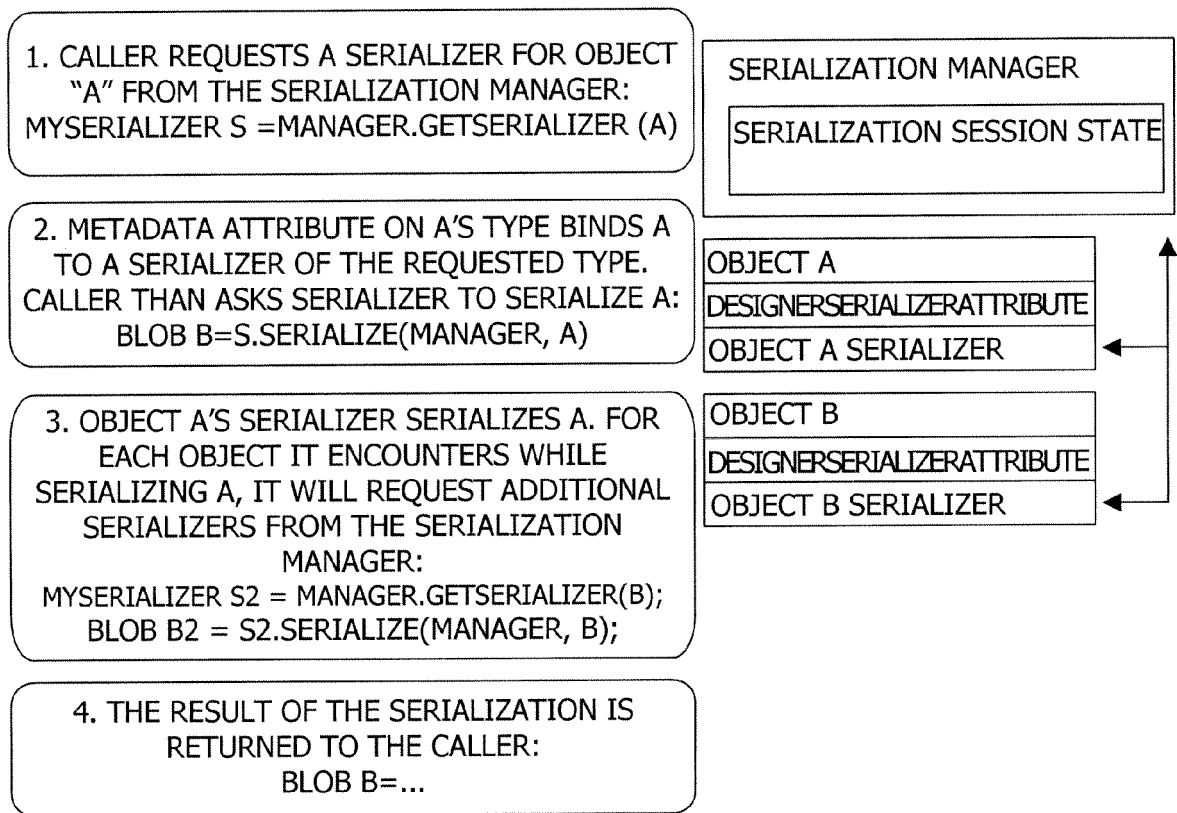 1. CALLER REQUESTS A SERIALIZER FOR OBJECT
“A” FROM THE SERIALIZATION MANAGER:
MYSERIALIZER S =MANAGER.GETSERIALIZER (A)
2. METADATA ATTRIBUTE ON A'S TYPE BINDS A
TO A SERIALIZER OF THE REQUESTED TYPE.
CALLER THAN ASKS SERIALIZER TO SERIALIZE A:
BLOB B=S.SERIALIZE(MANAGER, A)
3. OBJECT A'S SERIALIZER SERIALIZES A. FOR
EACH OBJECT IT ENCOUNTERS WHILE
SERIALIZING A, IT WILL REQUEST ADDITIONAL
SERIALIZERS FROM THE SERIALIZATION
MANAGER:
MYSERIALIZER S2 = MANAGER.GETSERIALIZER(B);
BLOB B2 = S2.SERIALIZE(MANAGER, B);
4. THE RESULT OF THE SERIALIZATION IS
RETURNED TO THE CALLER:
BLOB B=...
SERIALIZATION MANAGER
SERIALIZATION SESSION STATE
OBJECT A
DESIGNERSERIALIZERATTRIBUTE
OBJECT A SERIALIZER
OBJECT B
DESIGNERSERIALIZERATTRIBUTE
OBJECT B SERIALIZER